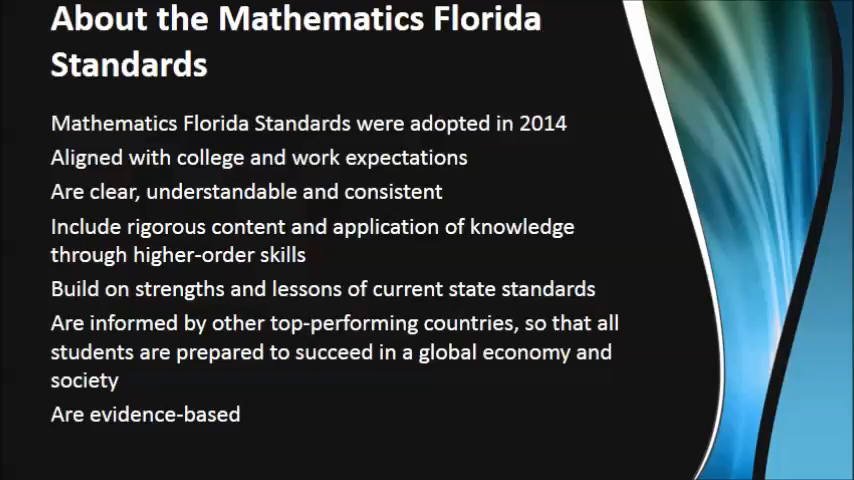 About the Mathematics Florida
Standards
Mathematics Florida Standards were adopted in 2014
Aligned with college and work expectations
Are clear, understandable and consistent
Include rigorous content and application of knowledge
through higher-order skills
Build on strengths and lessons of current state standards
Are informed by other top-performing countries, so that all
students are prepared to succeed in a global economy and
society
Are evidence-based